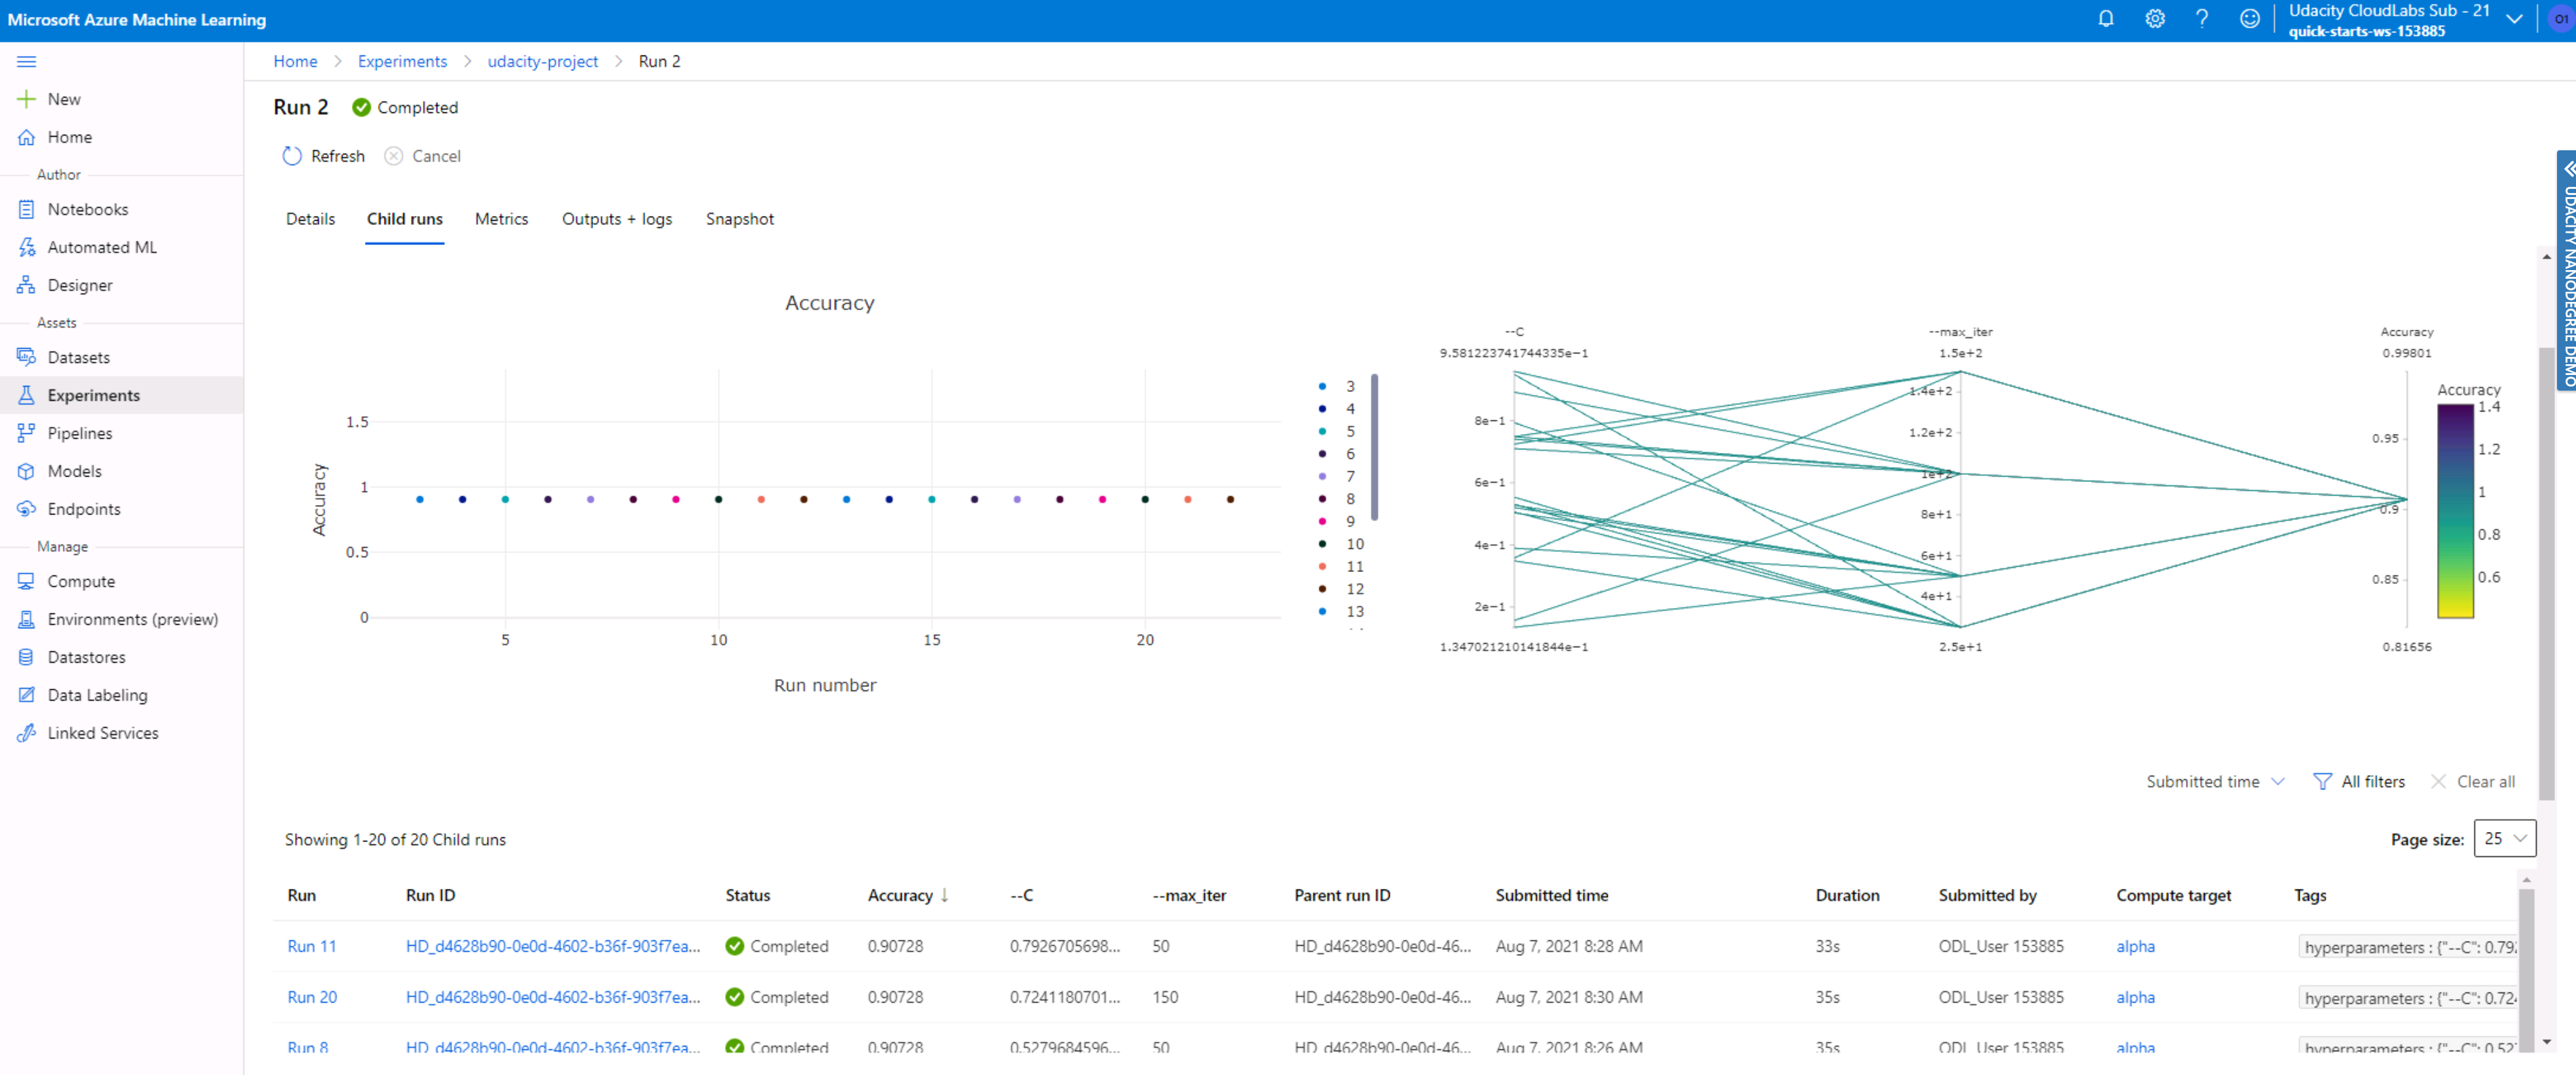 Microsoft Azure Machine Learning
Udacity CloudLabs Sub - 21
quick-starts-ws-153885
O1
Home > Experiments > udacity-project > Run 2
New
Home
Author
Notebooks
Automated ML
Designer
Assets
Datasets
Experiments
Pipelines
Models
Endpoints
Manage
Compute
Environments (preview)
Datastores
Data Labeling
Linked Services
Run 2 Completed
Refresh Cancel
Details Child runs Metrics Outputs + logs Snapshot
UDACITY NANODEGREE DEMO
Accuracy
Accuracy
1.5
1
0.5
0
5 10 15 20
Run number
3
4
5
6
7
8
9
10
11
12
13
--C
9.581223741744335e−1
8e−1
6e−1
4e−1
2e−1
1.347021210141844e−1
--max_iter
1.5e+2
1.4e+2
1.2e+2
1e+2
8e+1
6e+1
4e+1
2.5e+1
Accuracy
0.99801
0.95
0.9
0.85
0.81656
Accuracy
1.4
1.2
1
0.8
0.6
Submitted time All filters Clear all
Showing 1-20 of 20 Child runs
Page size: 25
Run Run ID Status Accuracy ↓ --C --max_iter Parent run ID Submitted time Duration Submitted by Compute target Tags
Run 11 HD_d4628b90-0e0d-4602-b36f-903f7ea... Completed 0.90728 0.7926705698... 50 HD_d4628b90-0e0d-46... Aug 7, 2021 8:28 AM 33s ODL_User 153885 alpha hyperparameters : {"--C": 0.792
Run 20 HD_d4628b90-0e0d-4602-b36f-903f7ea... Completed 0.90728 0.7241180701... 150 HD_d4628b90-0e0d-46... Aug 7, 2021 8:30 AM 35s ODL_User 153885 alpha hyperparameters : {"--C": 0.724
Run 8 HD_d4628b90-0e0d-4602-b36f-903f7ea... Completed 0.90728 0.5279684596... 50 HD_d4628b90-0e0d-46... Aug 7, 2021 8:26 AM 35s ODL_User 153885 alpha hyperparameters : {"--C": 0.527